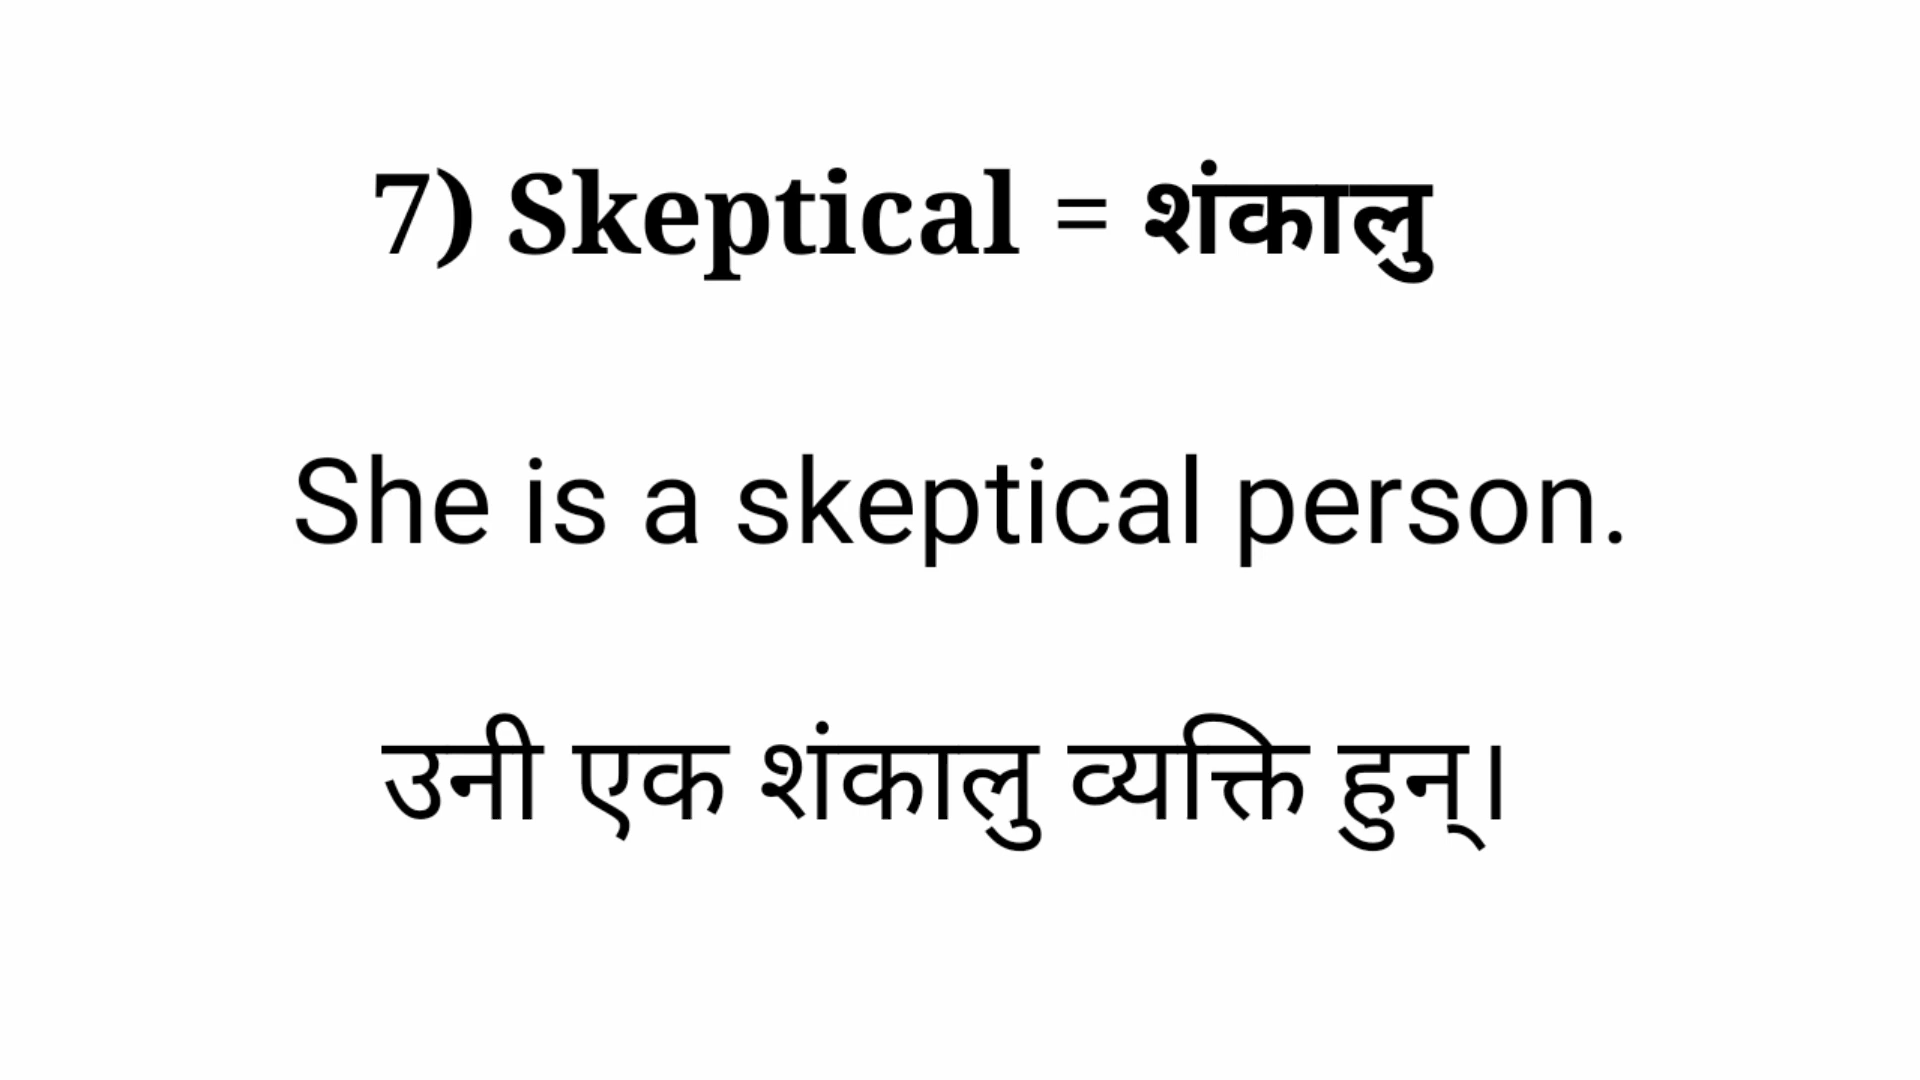 7) Skeptical = शंकालु
She is a skeptical person.
उनी एक शंकालु व्यक्ति हुन्।